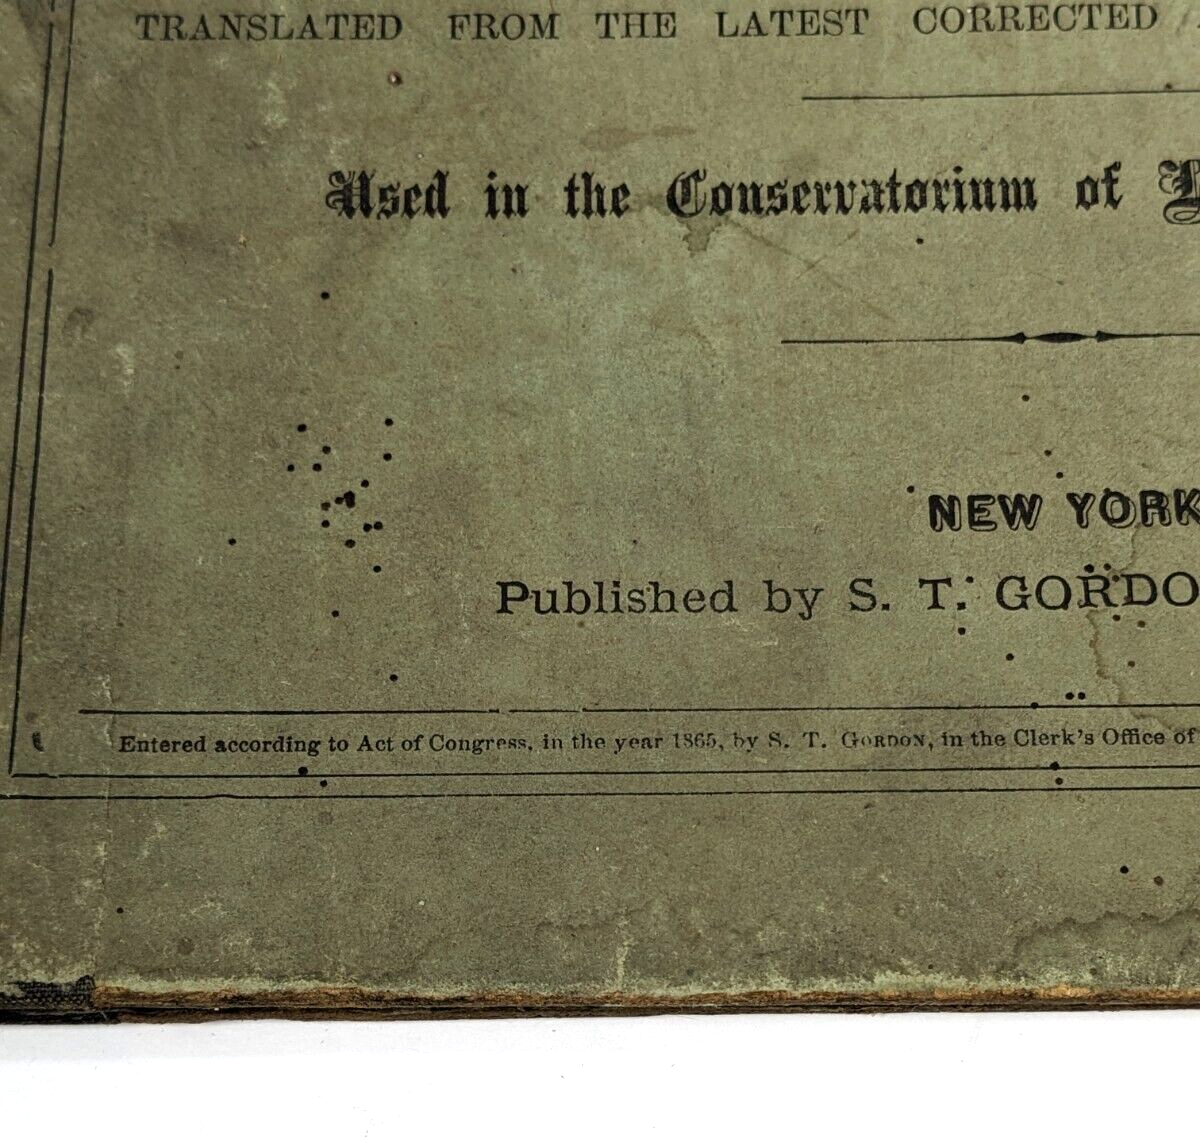 TRANSLATED FROM THE LATEST CORRECTED
Used in the Conservatorium of
NEW YORK
Published by S. T. GORDO
Entered according to Act of Congress, in the year 1865, by S. T. GORDON, in the Clerk's Office of